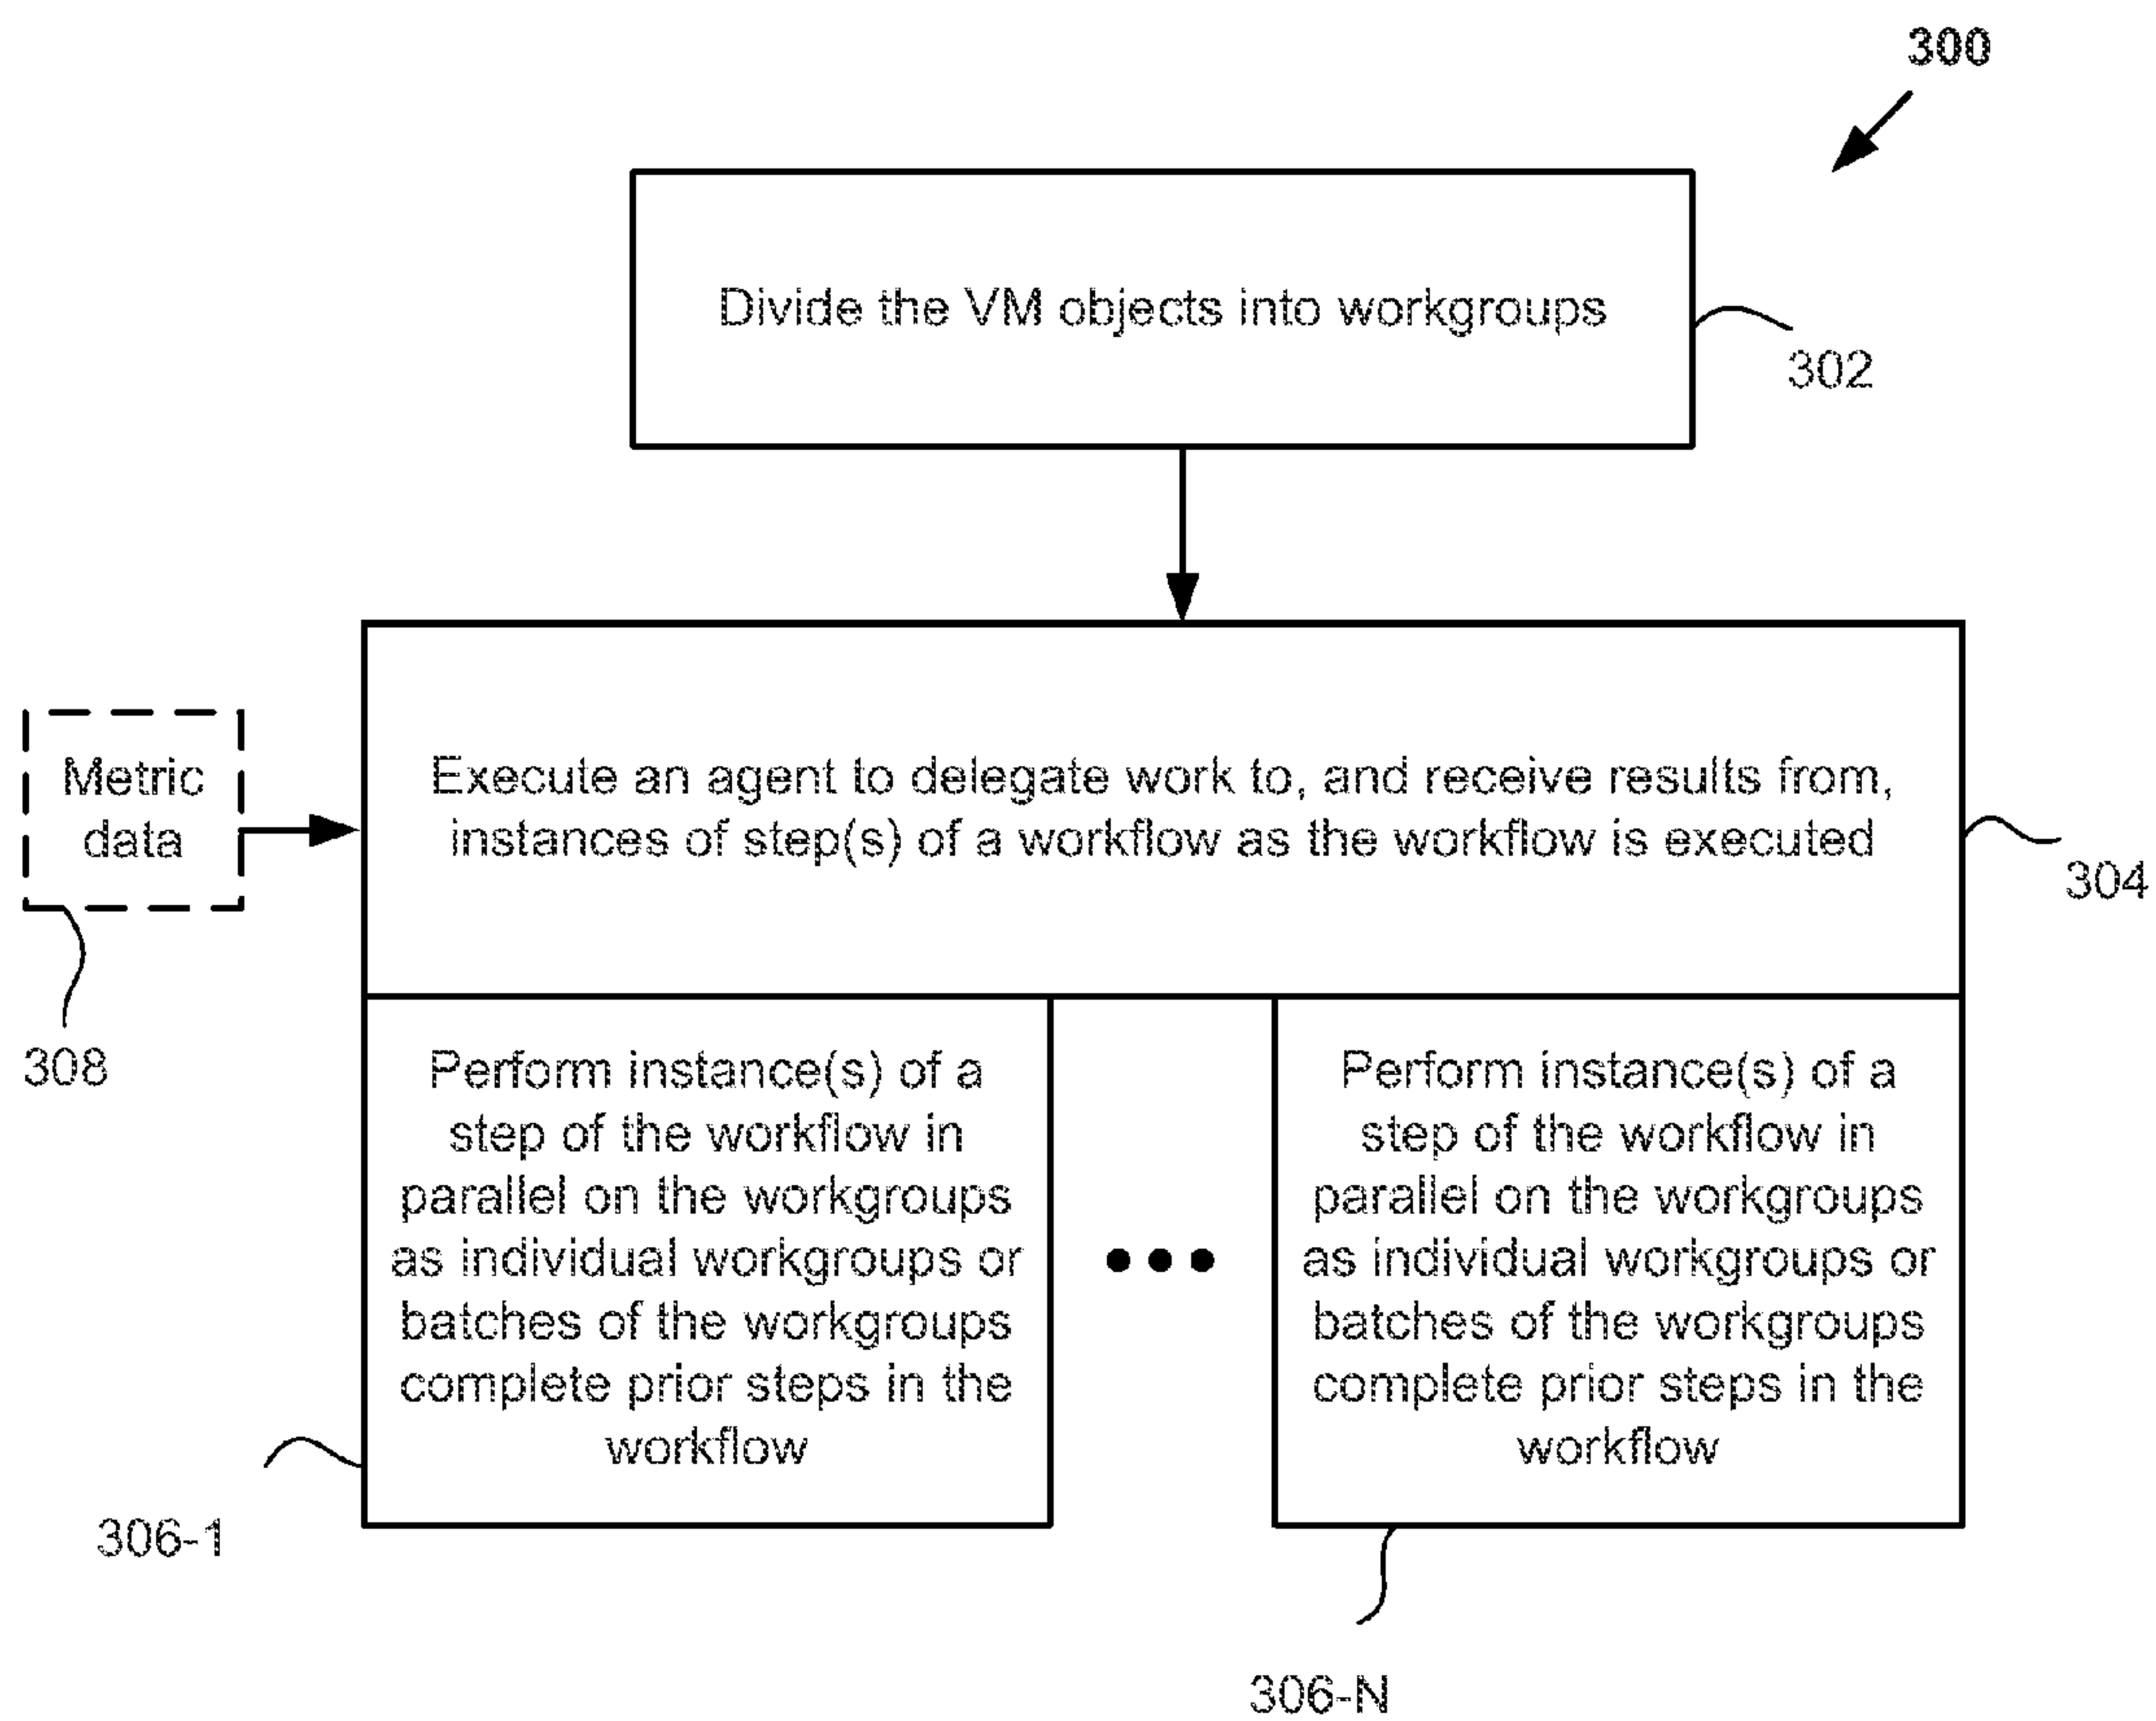 300
Divide the VM objects into workgroups
302
Metric
data
308
Execute an agent to delegate work to, and receive results from,
instances of step(s) of a workflow as the workflow is executed
304
Perform instance(s) of a
step of the workflow in
parallel on the workgroups
as individual workgroups or
batches of the workgroups
complete prior steps in the
workflow
306-1
Perform instance(s) of a
step of the workflow in
parallel on the workgroups
as individual workgroups or
batches of the workgroups
complete prior steps in the
workflow
306-N